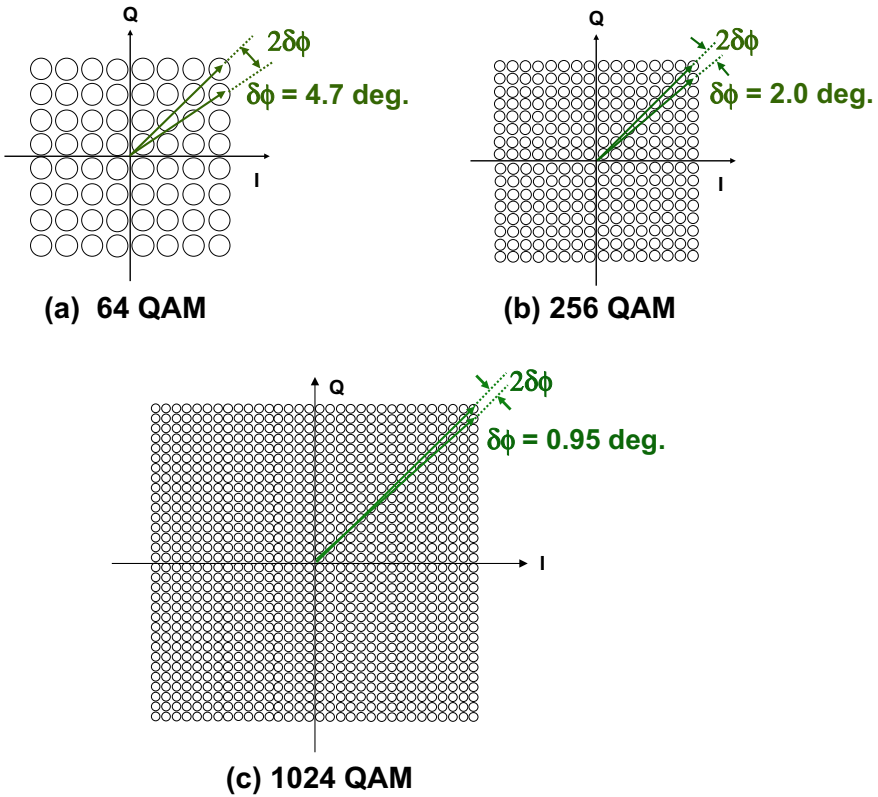 Q
2δϕ
δϕ = 4.7 deg.
I
(a) 64 QAM
Q
2δϕ
δϕ = 2.0 deg.
I
(b) 256 QAM
Q
2δϕ
δϕ = 0.95 deg.
I
(c) 1024 QAM